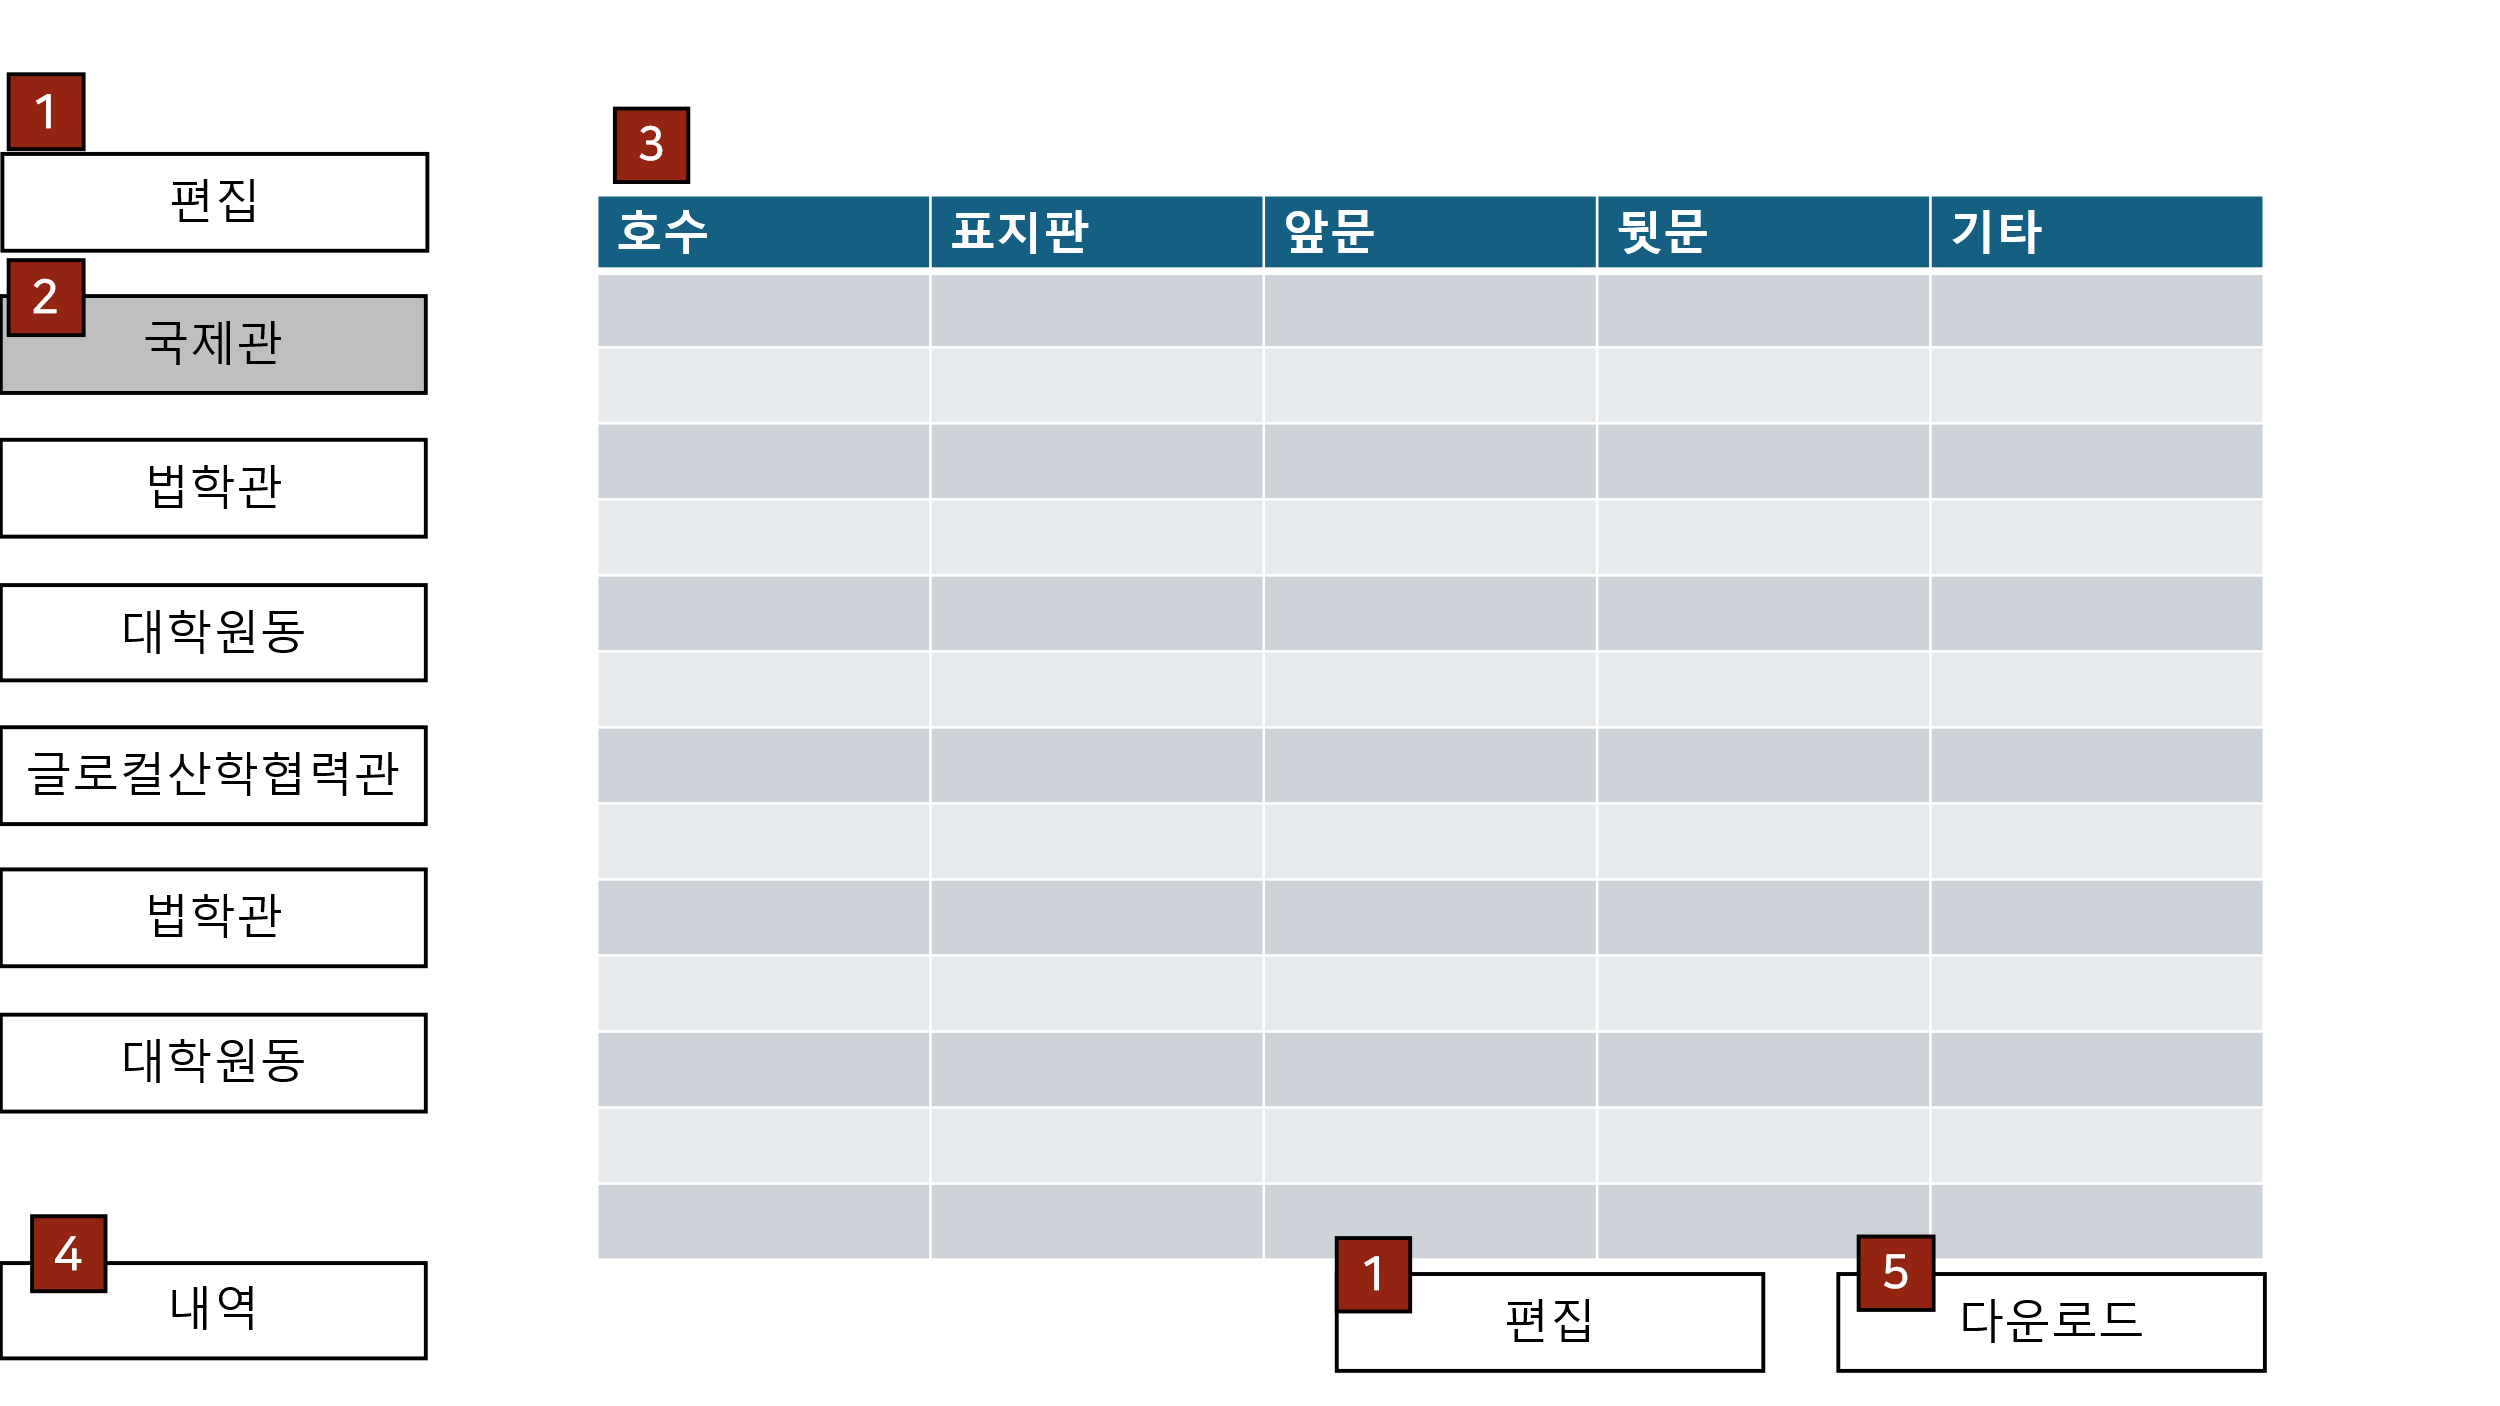 1
편집
2
국제관
법학관
대학원동
글로컬산학협력관
법학관
대학원동
4
내역
3
호수 표지판 앞문 뒷문 기타
1
편집
5
다운로드